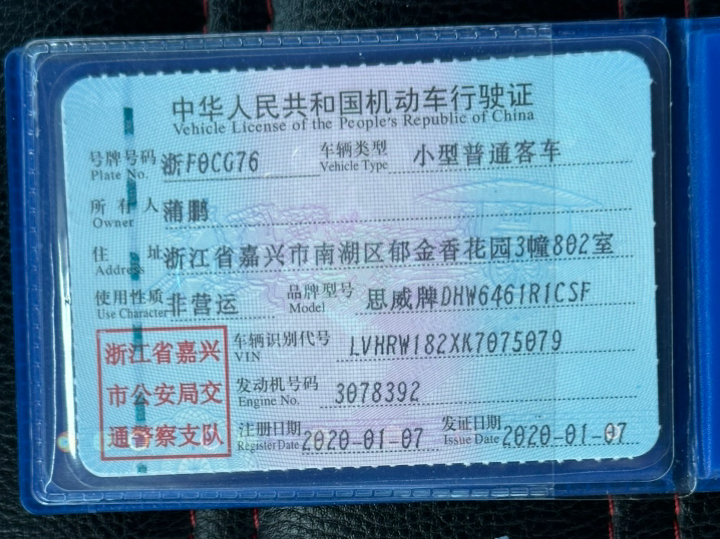 中华人民共和国机动车行驶证
Vehicle License of the People's Republic of China
号牌号码 浙F0CG76 车辆类型 小型普通客车
Plate No. Vehicle Type
所有人 蒲鹏
Owner
住址 浙江省嘉兴市南湖区郁金香花园3幢802室
Address
使用性质 非营运 品牌型号 思威牌DHW6461R1CSF
Use Character Model
浙江省嘉兴 车辆识别代号 LVHRW182XK7075079
VIN
市公安局交 发动机号码 3078392
Engine No.
通警察支队 注册日期 2020-01-07 发证日期 2020-01-07
Register Date Issue Date